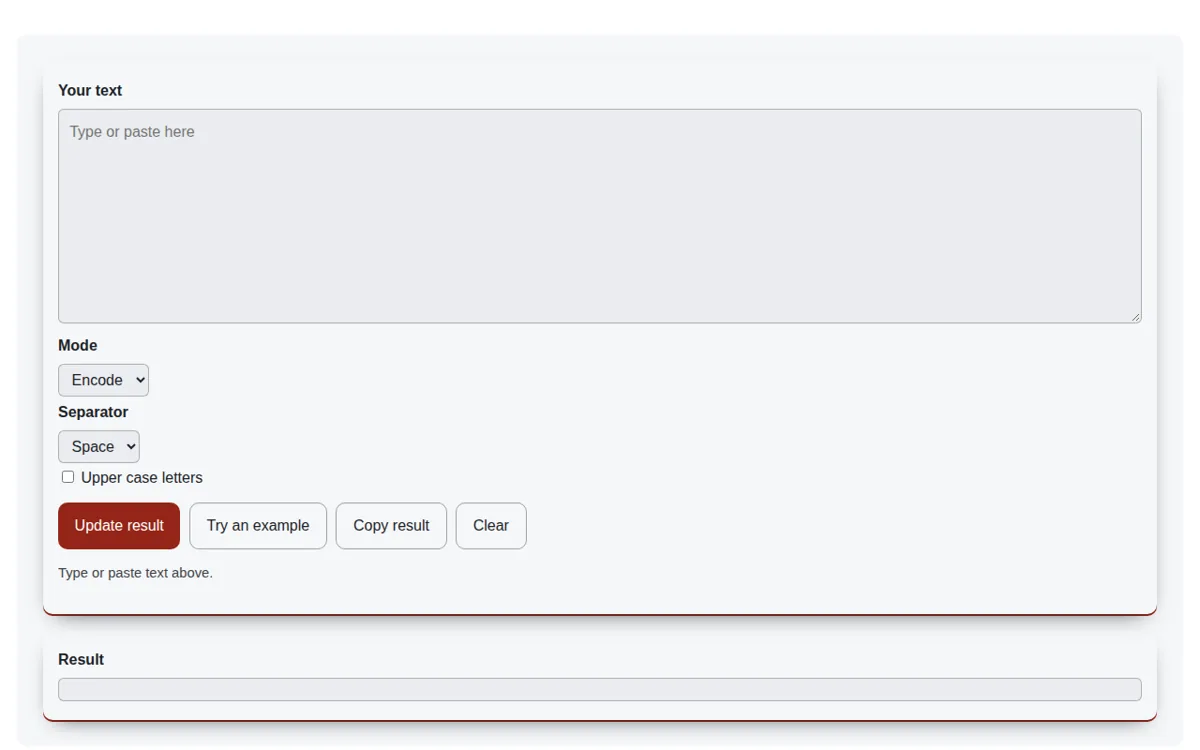 Your text
Type or paste here
Mode
Encode
Separator
Space
Upper case letters
Update result Try an example Copy result Clear
Type or paste text above.
Result